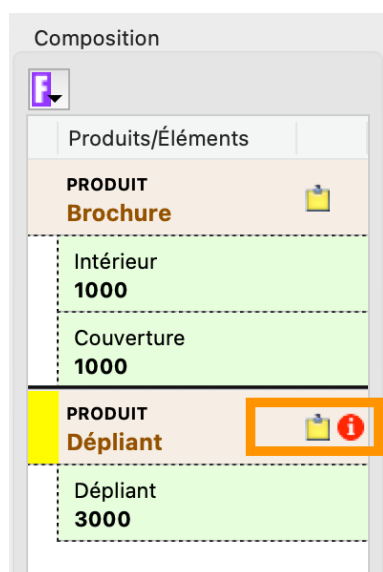 Composition
F
Produits/Éléments
PRODUIT
Brochure
Intérieur
1000
Couverture
1000
PRODUIT
Dépliant
i
Dépliant
3000